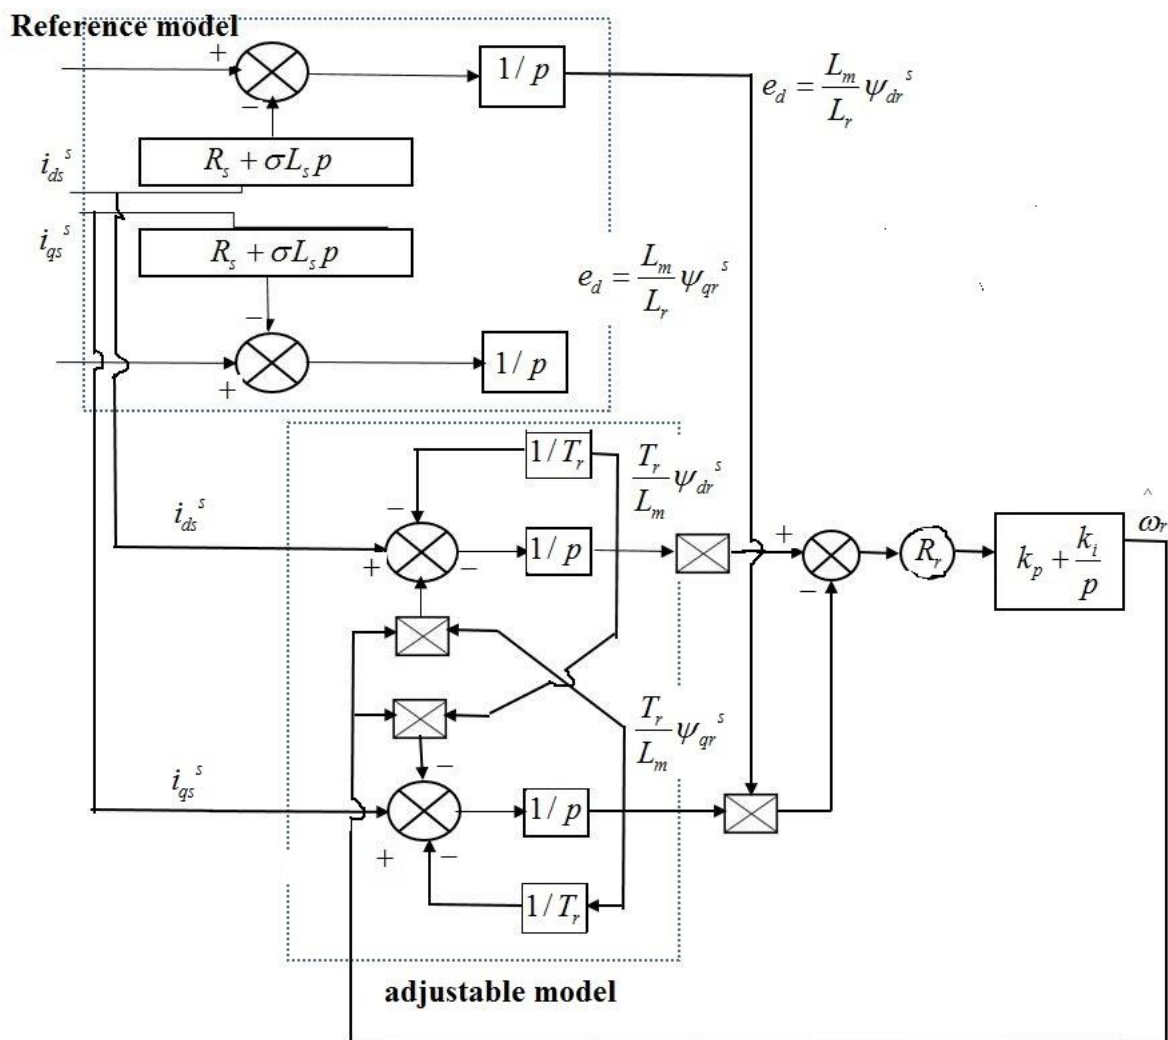 Reference model
+
1/ p
e_d = L_m/L_r ψ_dr^s
−
R_s + σL_s p
i_ds^s
i_qs^s
R_s + σL_s p
e_d = L_m/L_r ψ_qr^s
−
1/ p
+
1/T_r
T_r/L_m ψ_dr^s
−
i_ds^s
1/ p
+
−
+
−
R_r
k_p + k_i/p
^
ω_r
T_r/L_m ψ_qr^s
−
i_qs^s
1/ p
+
−
1/T_r
adjustable model